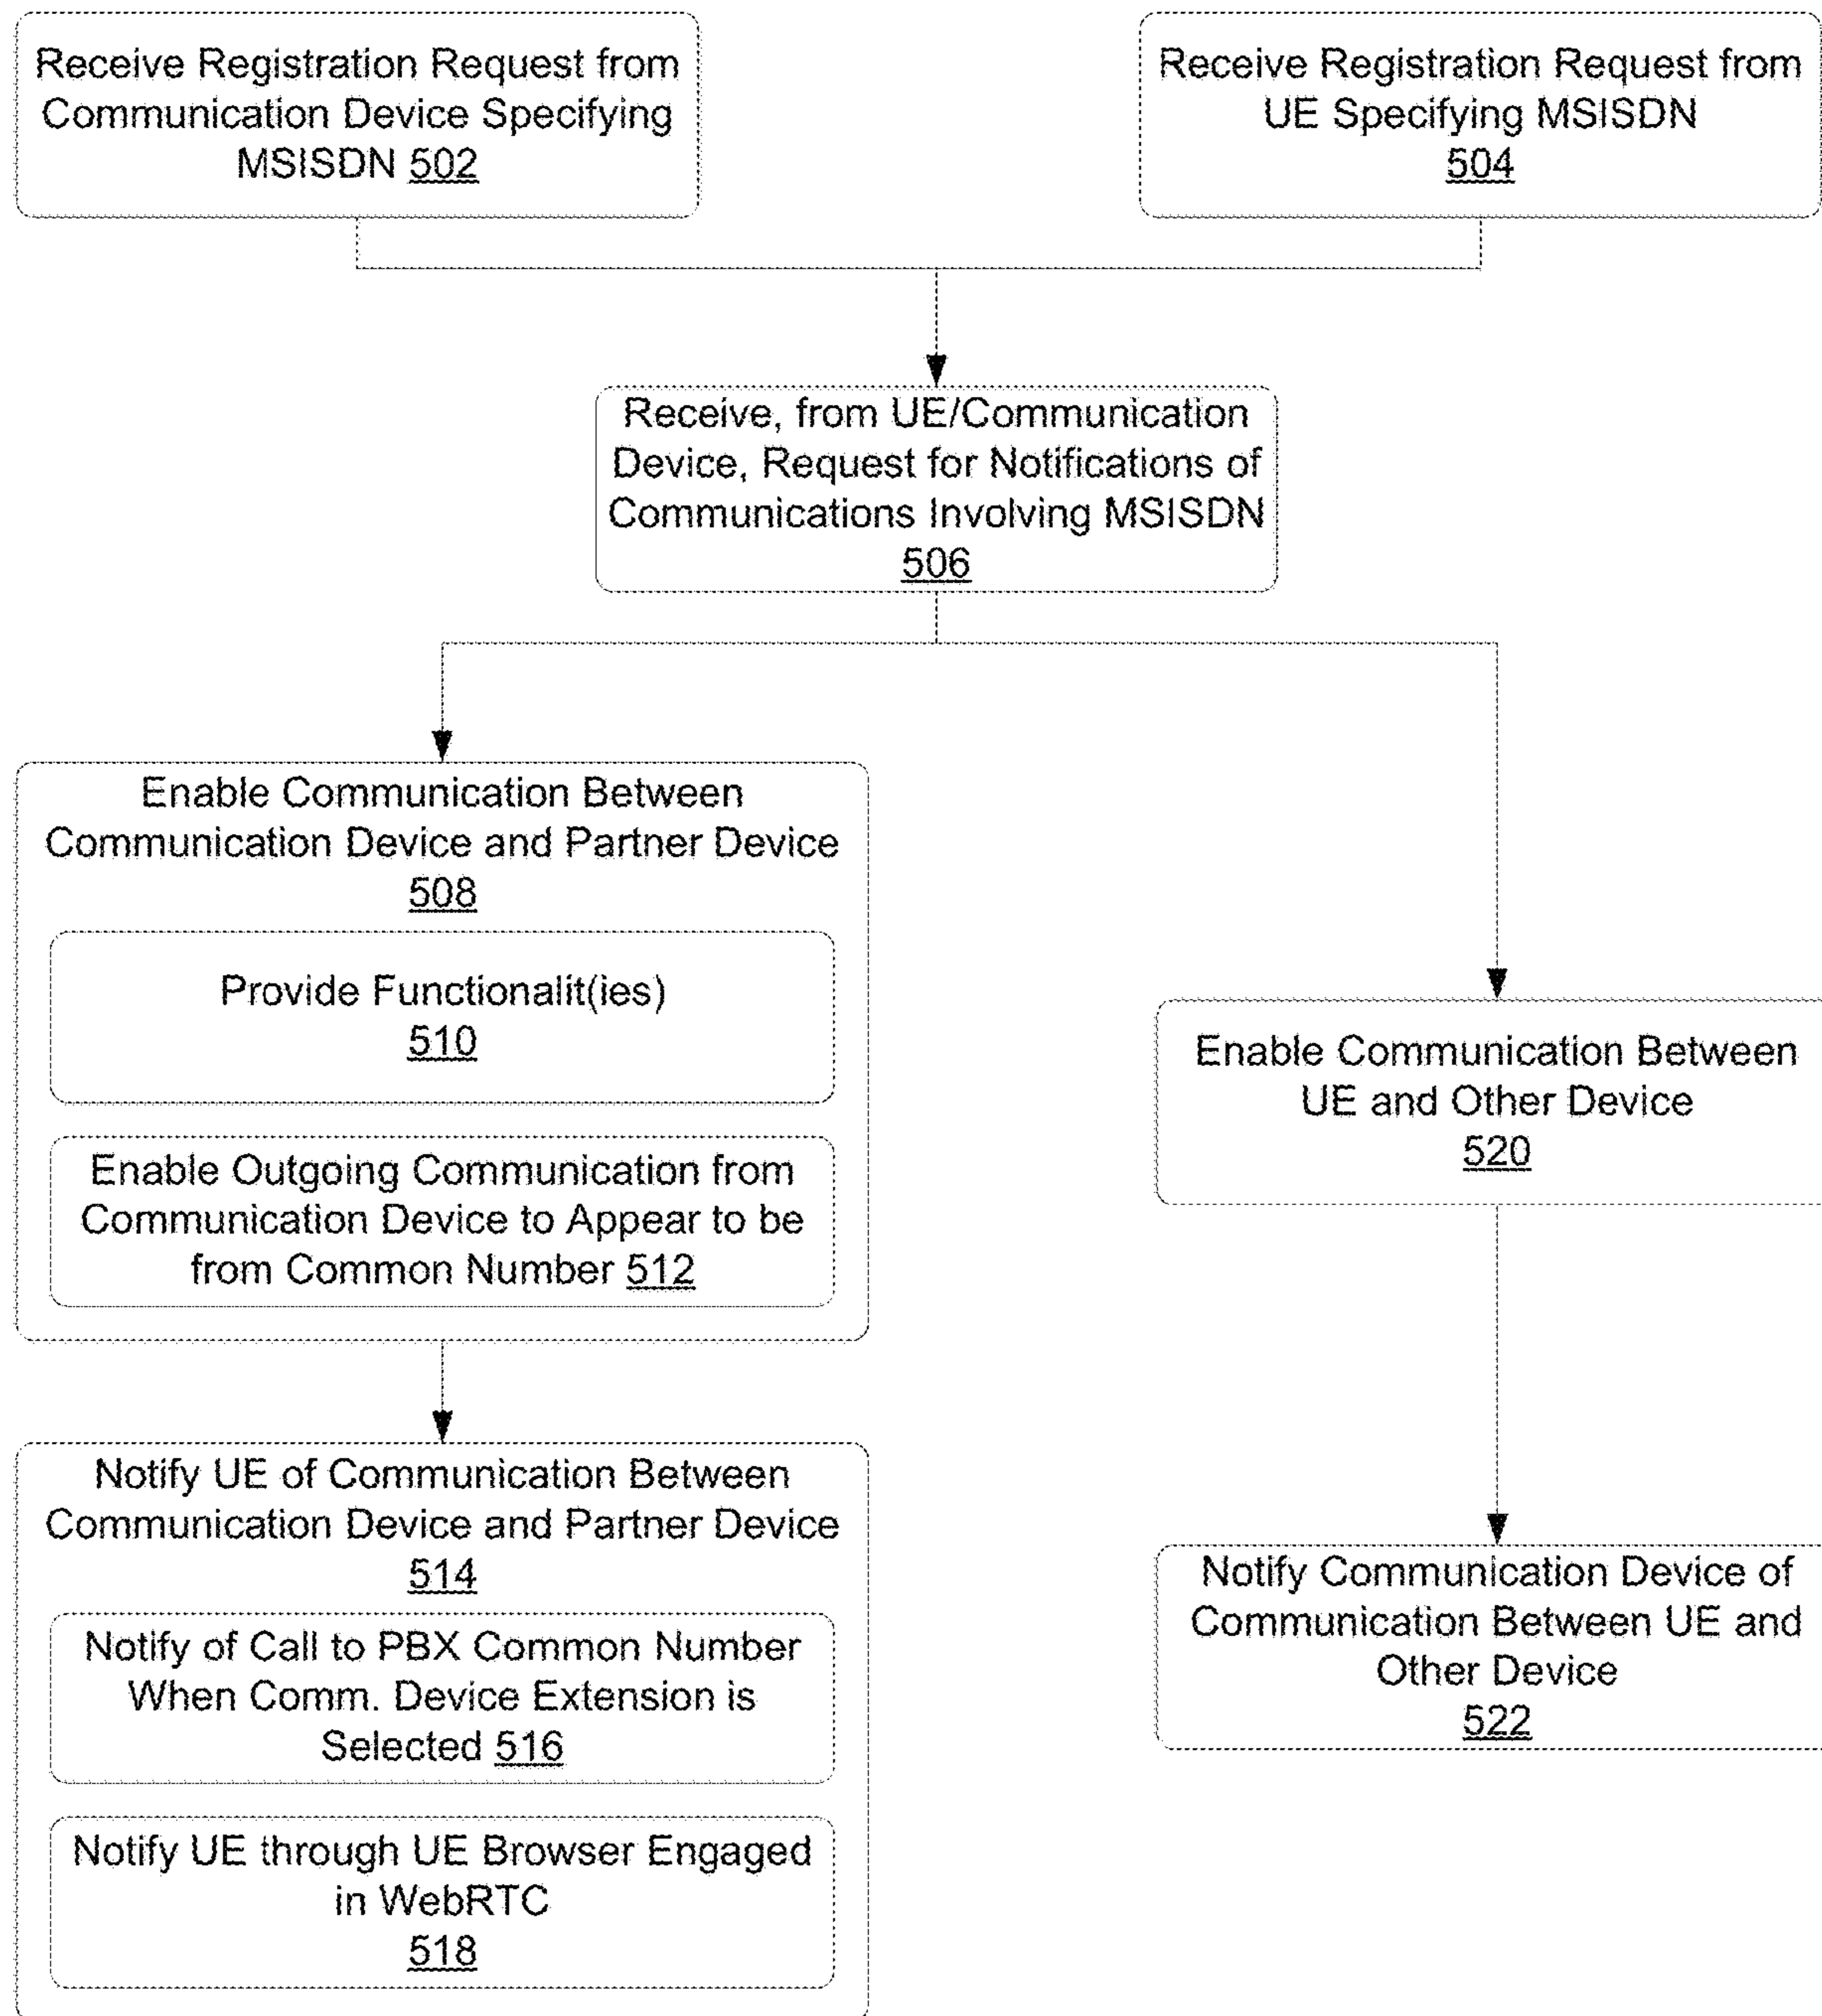 Receive Registration Request from
Communication Device Specifying
MSISDN 502
Receive Registration Request from
UE Specifying MSISDN
504
Receive, from UE/Communication
Device, Request for Notifications of
Communications Involving MSISDN
506
Enable Communication Between
Communication Device and Partner Device
508
Provide Functionalit(ies)
510
Enable Outgoing Communication from
Communication Device to Appear to be
from Common Number 512
Notify UE of Communication Between
Communication Device and Partner Device
514
Notify of Call to PBX Common Number
When Comm. Device Extension is
Selected 516
Notify UE through UE Browser Engaged
in WebRTC
518
Enable Communication Between
UE and Other Device
520
Notify Communication Device of
Communication Between UE and
Other Device
522